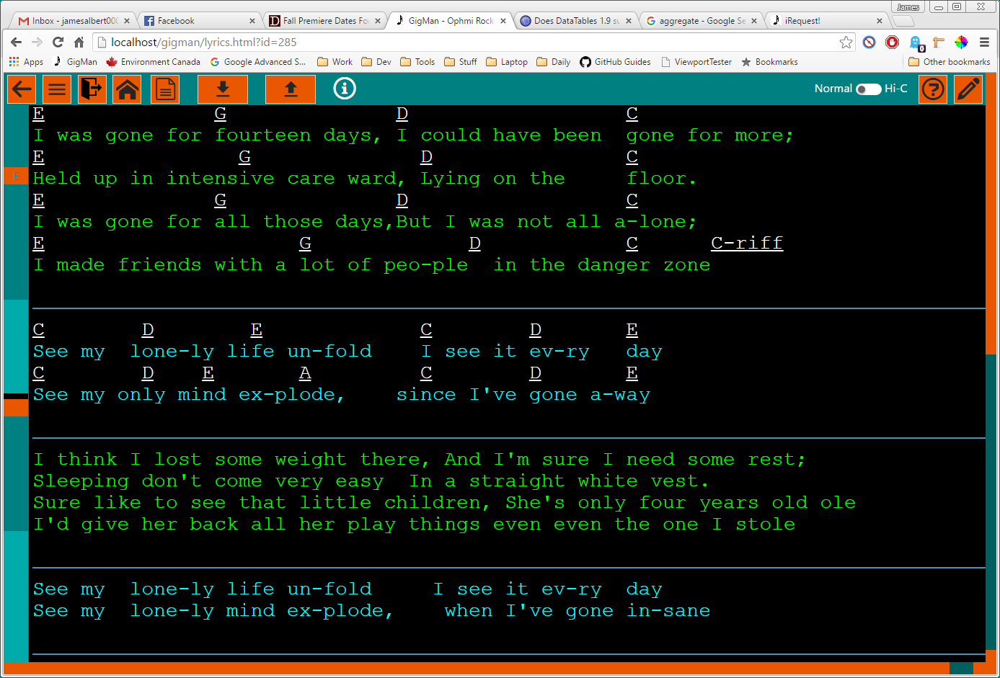 James
Inbox - jamesalbert000
Facebook
Fall Premiere Dates Fo
GigMan - Ophmi Rock
Does DataTables 1.9 su
aggregate - Google Se
iRequest!
localhost/gigman/lyrics.html?id=285
0
Apps
GigMan
Environment Canada
Google Advanced S...
Work
Dev
Tools
Stuff
Laptop
Daily
GitHub Guides
ViewportTester
Bookmarks
Other bookmarks
Normal Hi-C
E G D C
I was gone for fourteen days, I could have been gone for more;
E G D C
F
Held up in intensive care ward, Lying on the floor.
E G D C
I was gone for all those days,But I was not all a-lone;
E G D C C-riff
I made friends with a lot of peo-ple in the danger zone
C D E C D E
See my lone-ly life un-fold I see it ev-ry day
C D E A C D E
See my only mind ex-plode, since I've gone a-way
I think I lost some weight there, And I'm sure I need some rest;
Sleeping don't come very easy In a straight white vest.
Sure like to see that little children, She's only four years old ole
I'd give her back all her play things even even the one I stole
See my lone-ly life un-fold I see it ev-ry day
See my lone-ly mind ex-plode, when I've gone in-sane